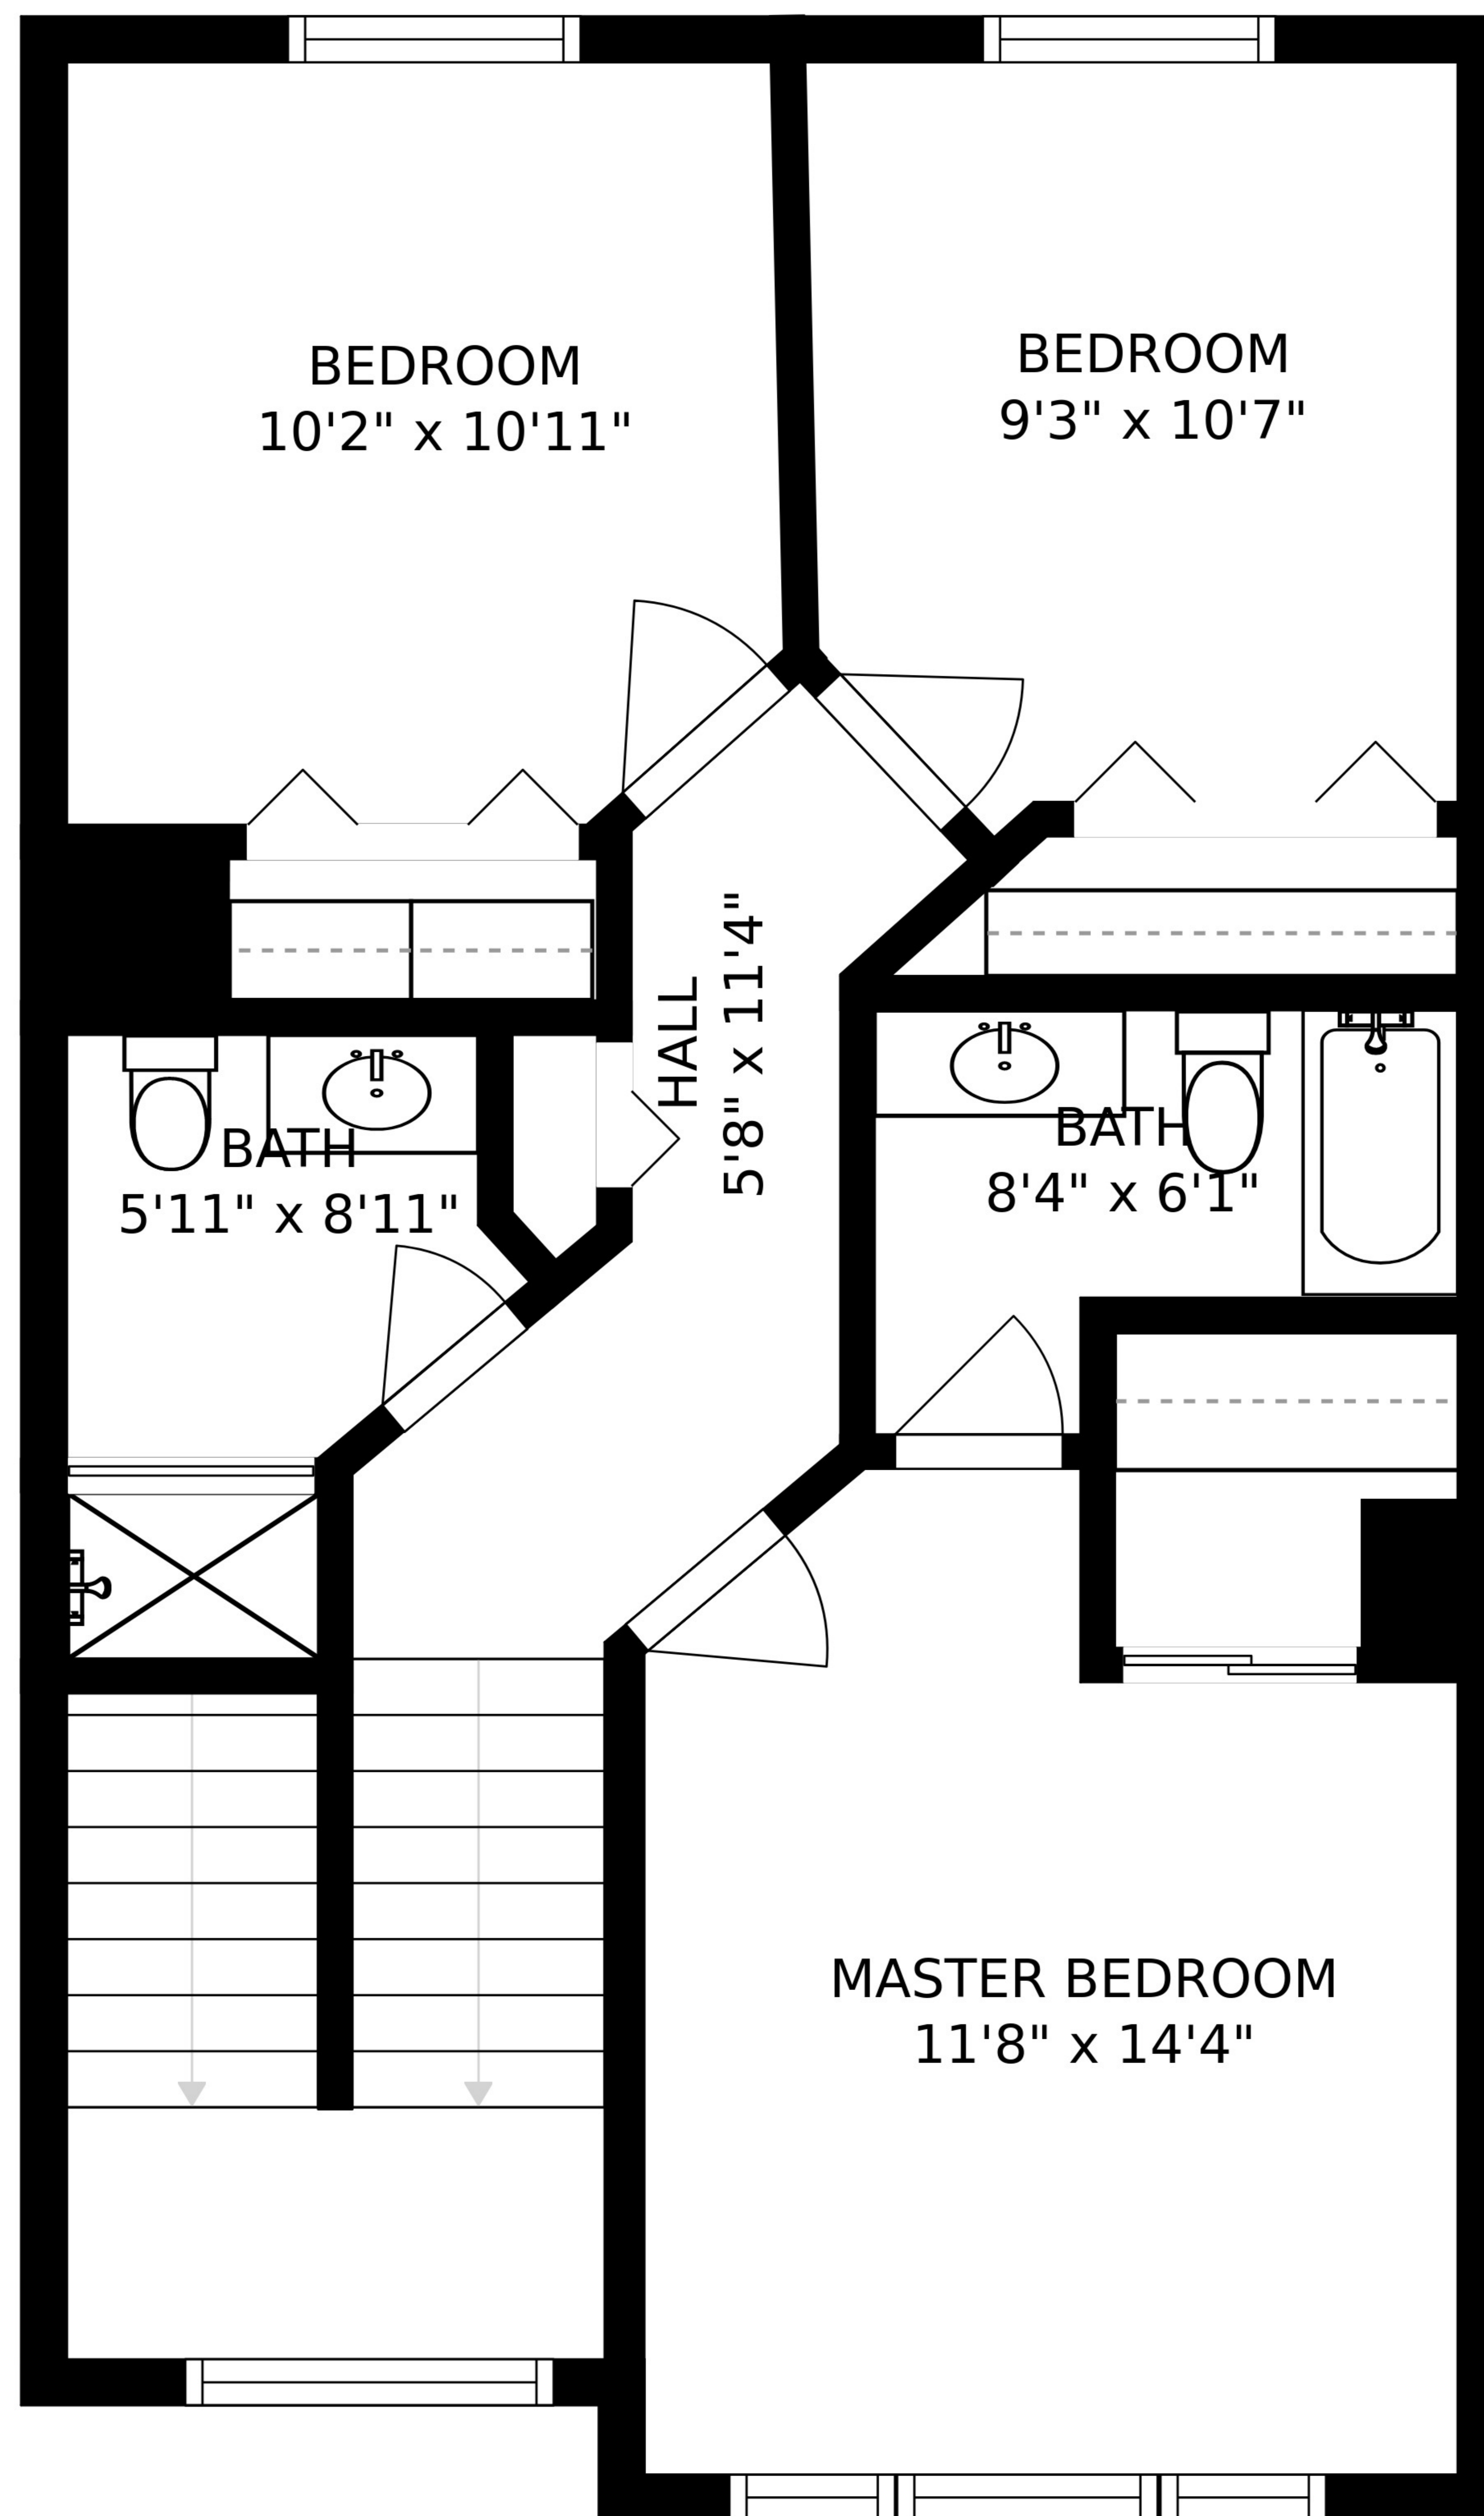 BEDROOM
10'2" x 10'11"
BEDROOM
9'3" x 10'7"
HALL
5'8" x 11'4"
BATH
5'11" x 8'11"
BATH
8'4" x 6'1"
MASTER BEDROOM
11'8" x 14'4"